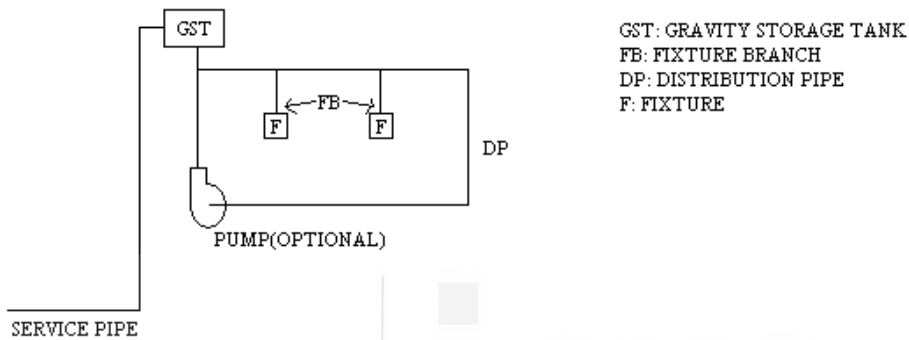 GST
GST: GRAVITY STORAGE TANK
FB: FIXTURE BRANCH
DP: DISTRIBUTION PIPE
F: FIXTURE
FB
F
F
DP
PUMP(OPTIONAL)
SERVICE PIPE